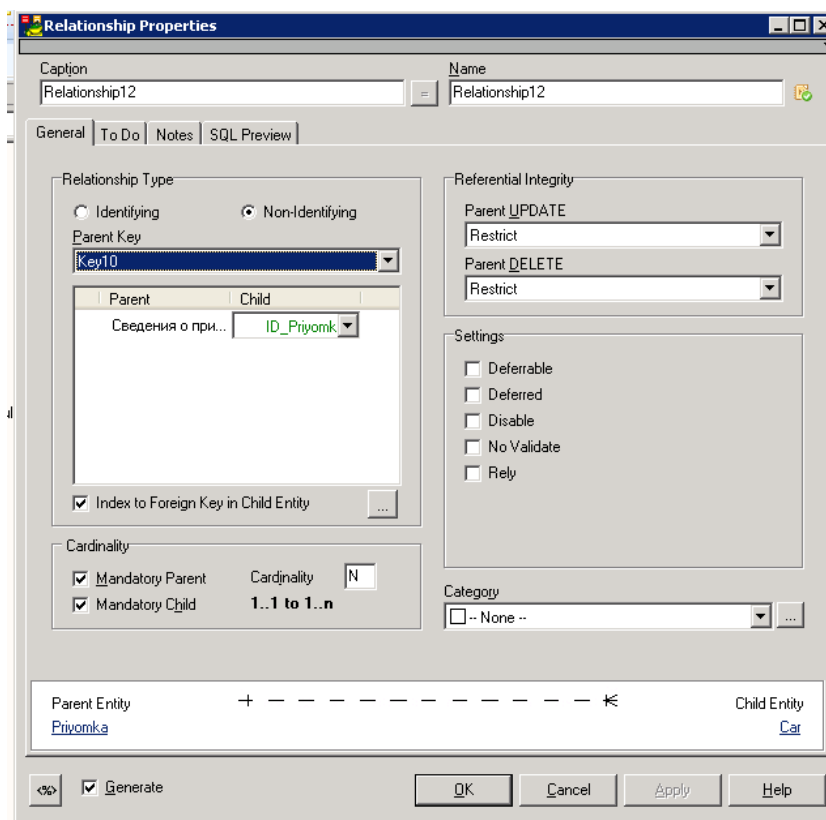 Relationship Properties
Caption
Name
Relationship12
=
Relationship12
General
To Do
Notes
SQL Preview
Relationship Type
Identifying
Non-Identifying
Parent Key
Key10
Parent
Child
Сведения о при...
ID_Priyomk
Index to Foreign Key in Child Entity
...
Cardinality
Mandatory Parent
Cardinality
N
Mandatory Child
1..1 to 1..n
Referential Integrity
Parent UPDATE
Restrict
Parent DELETE
Restrict
Settings
Deferrable
Deferred
Disable
No Validate
Rely
Category
-- None --
...
Parent Entity
Child Entity
Priyomka
Car
<%>
Generate
OK
Cancel
Apply
Help